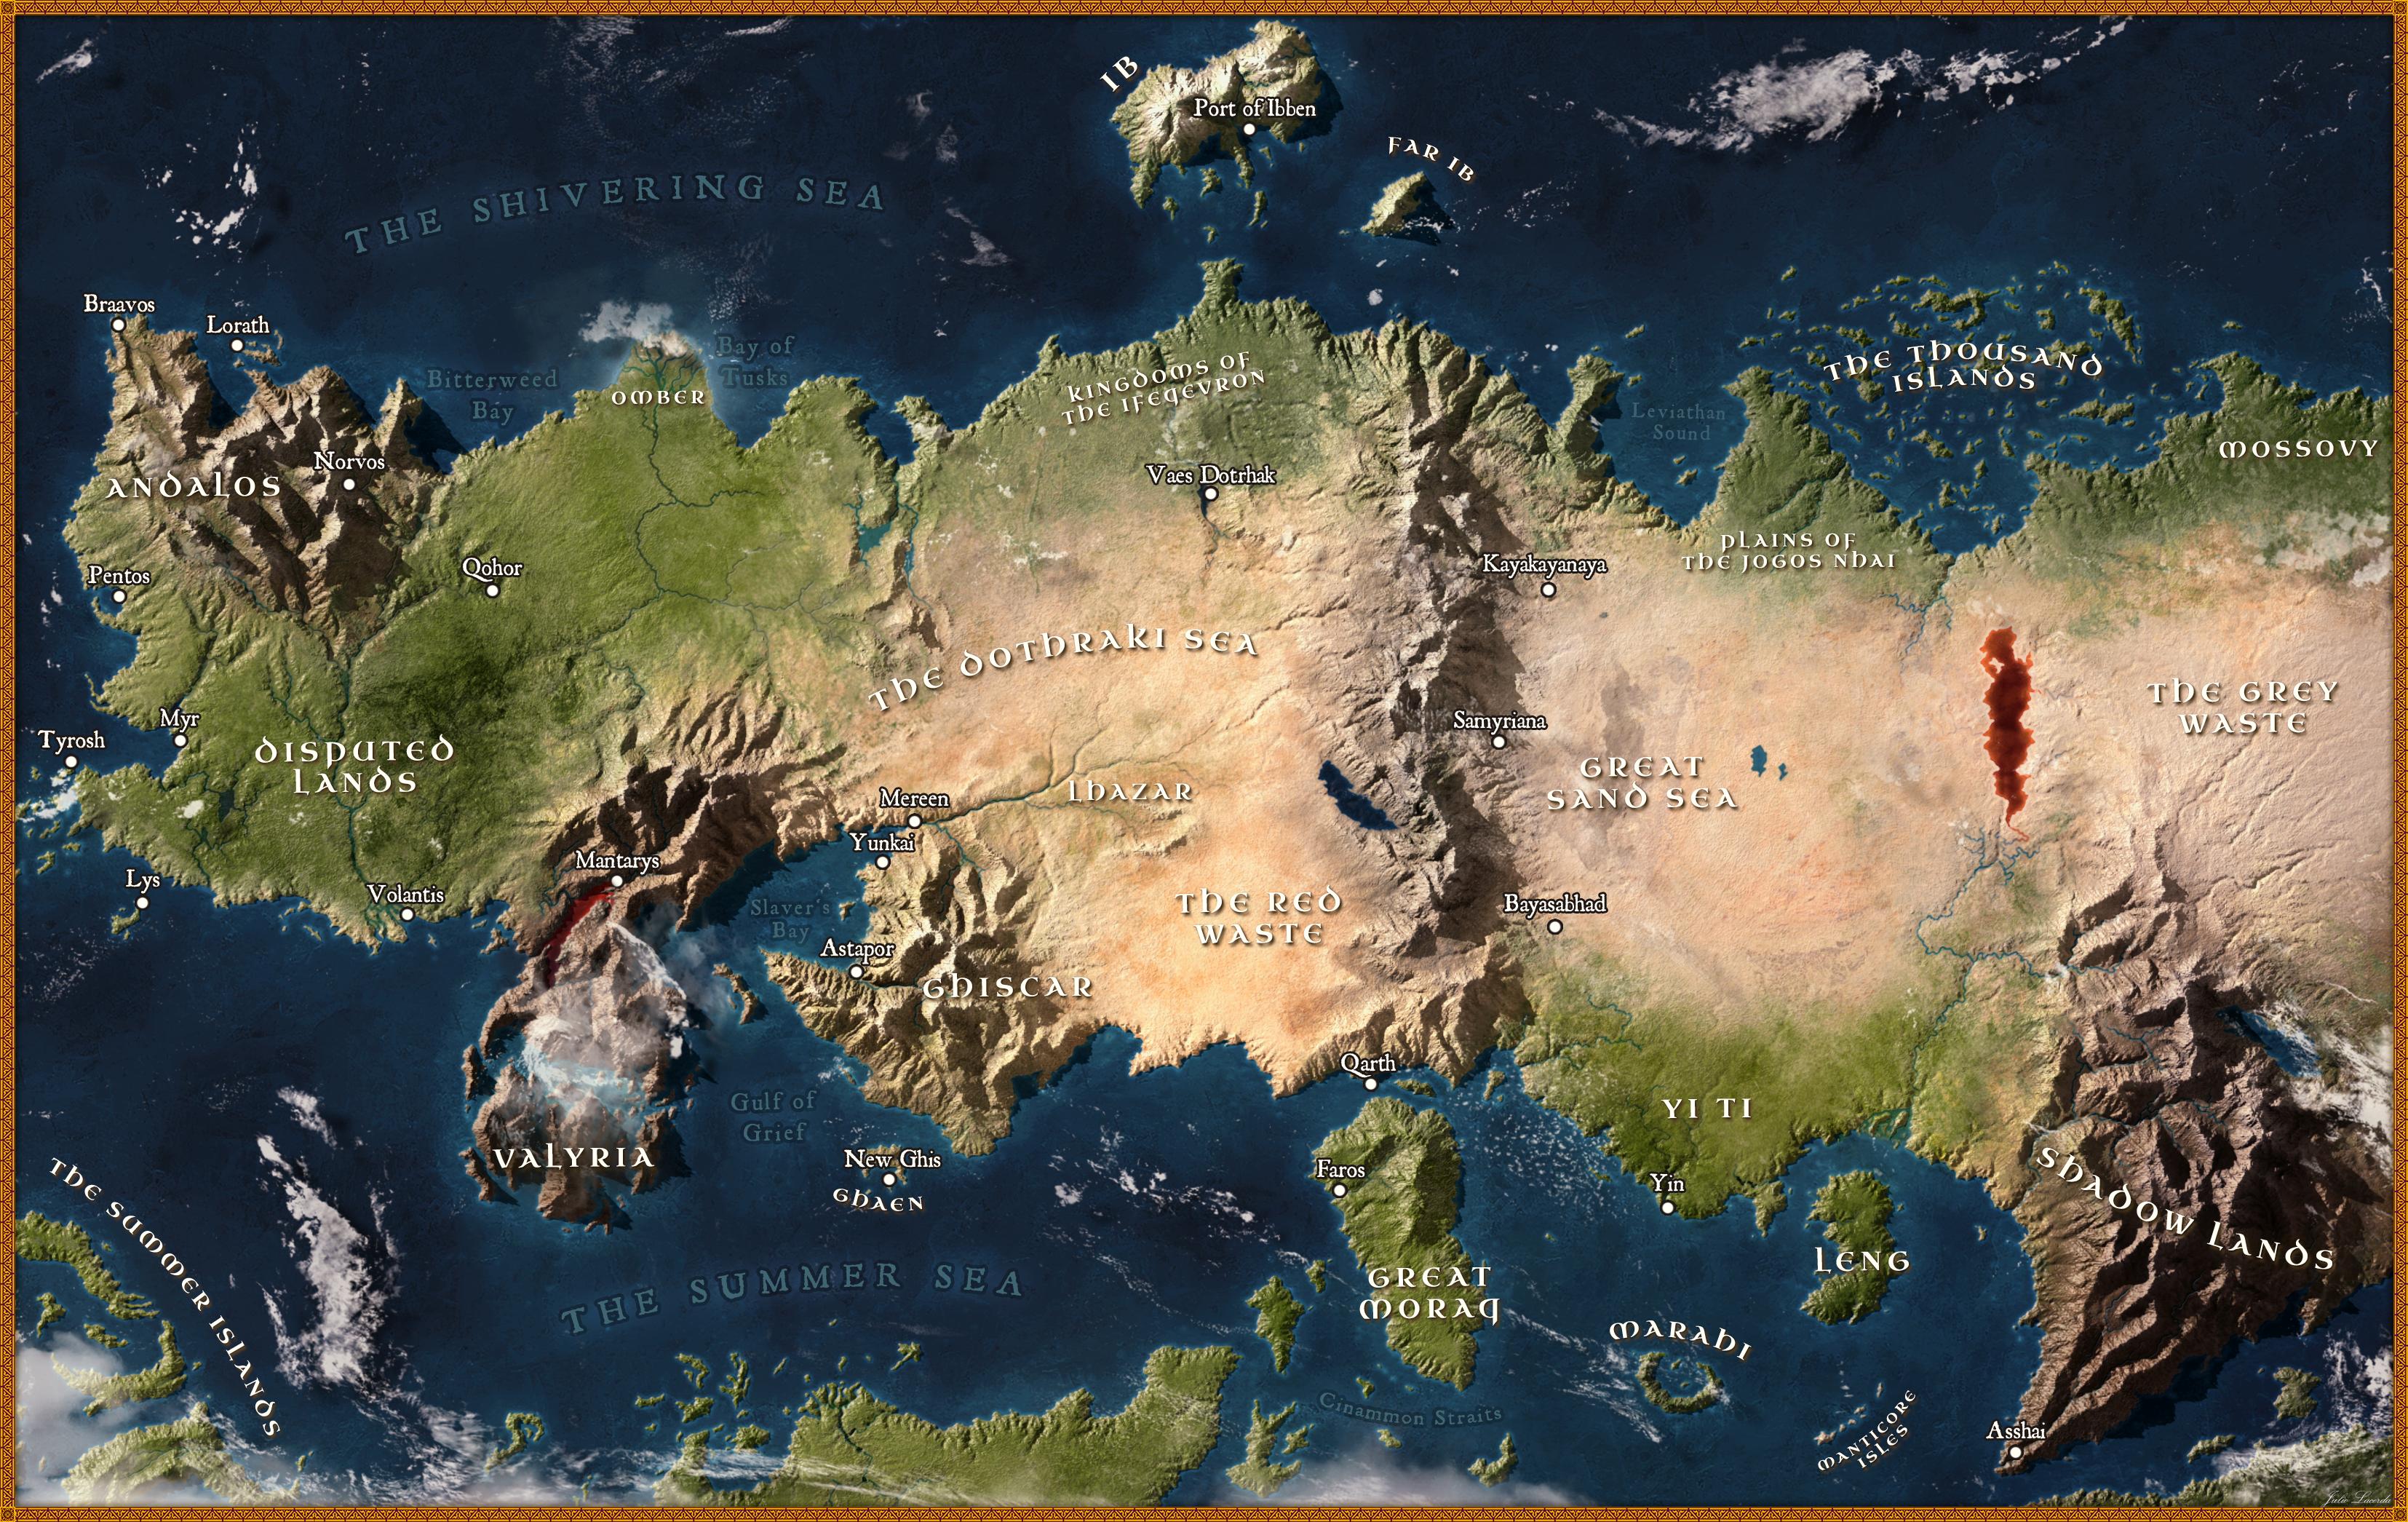 IB
Port of Ibben
FAR IB
THE SHIVERING SEA
Braavos
Lorath
Bitterweed
Bay
Bay of
Tusks
OMBER
KINGDOMS OF
THE IFEQEVRON
THE THOUSAND
ISLANDS
Leviathan
Sound
MOSSOVY
ANDALOS
Norvos
Vaes Dotrhak
PLAINS OF
THE JOGOS NHAI
Pentos
Qohor
Kayakayanaya
THE DOTHRAKI SEA
THE GREY
WASTE
Tyrosh
Myr
DISPUTED
LANDS
Samyriana
GREAT
SAND SEA
LHAZAR
Mereen
Yunkai
Mantarys
Lys
Volantis
Slaver's
Bay
Astapor
GHISCAR
THE RED
WASTE
Bayasabhad
Qarth
Gulf of
Grief
VALYRIA
New Ghis
GHAEN
Faros
YI TI
Yin
LENG
SHADOW LANDS
THE SUMMER ISLANDS
THE SUMMER SEA
GREAT
MORAQ
MARAHI
Cinammon Straits
MANTICORE
ISLES
Asshai
Julio Lacerda